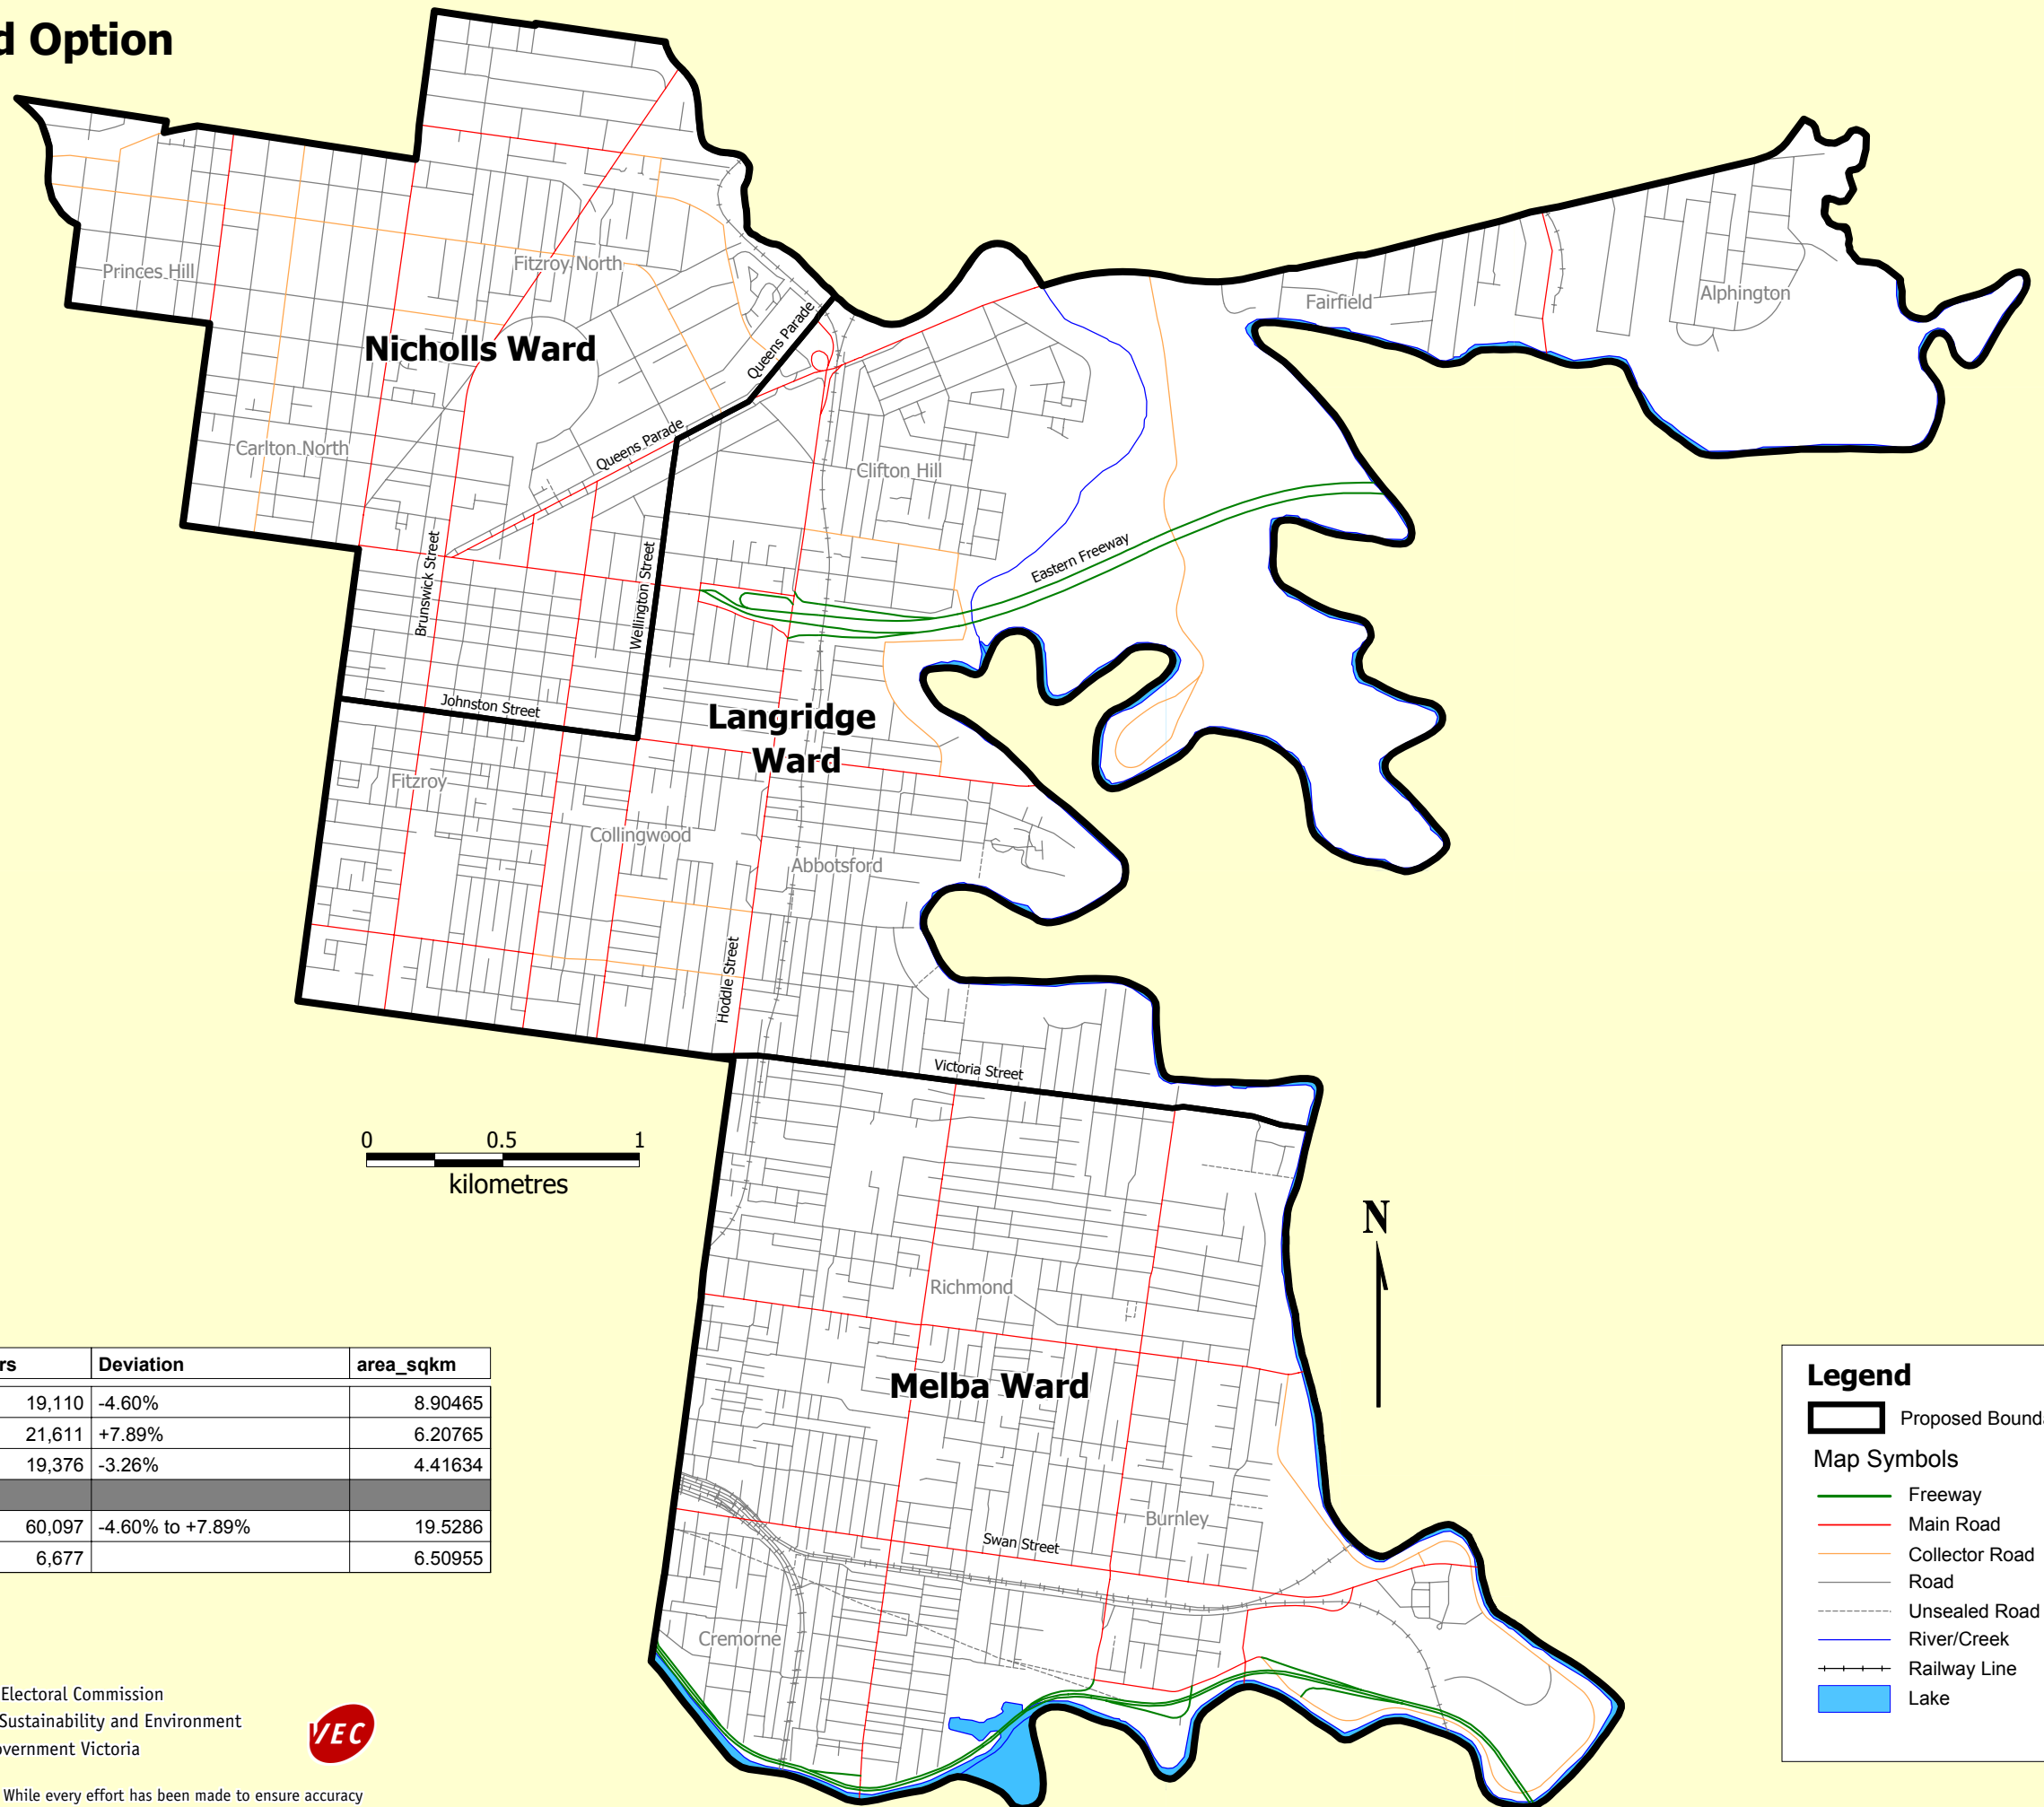 d Option
Princes Hill
Fitzroy North
Nicholls Ward
Queens Parade
Queens Parade
Carlton North
Clifton Hill
Fairfield
Alphington
Brunswick Street
Wellington Street
Eastern Freeway
Johnston Street
Langridge
Ward
Fitzroy
Collingwood
Abbotsford
Hoddle Street
Victoria Street
0 0.5 1
kilometres
N
Richmond
Melba Ward
Burnley
Swan Street
Cremorne
rs Deviation area_sqkm
19,110 -4.60% 8.90465
21,611 +7.89% 6.20765
19,376 -3.26% 4.41634
60,097 -4.60% to +7.89% 19.5286
6,677 6.50955
Legend
Proposed Bound
Map Symbols
Freeway
Main Road
Collector Road
Road
Unsealed Road
River/Creek
Railway Line
Lake
Electoral Commission
Sustainability and Environment
overnment Victoria
VEC
While every effort has been made to ensure accuracy